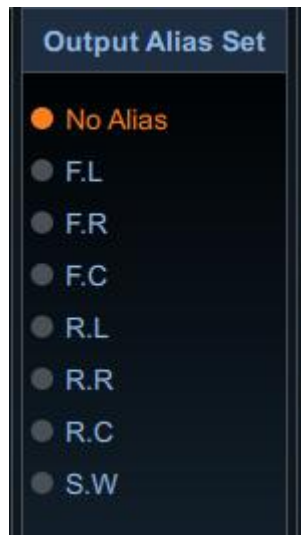 Output Alias Set
No Alias
F.L
F.R
F.C
R.L
R.R
R.C
S.W